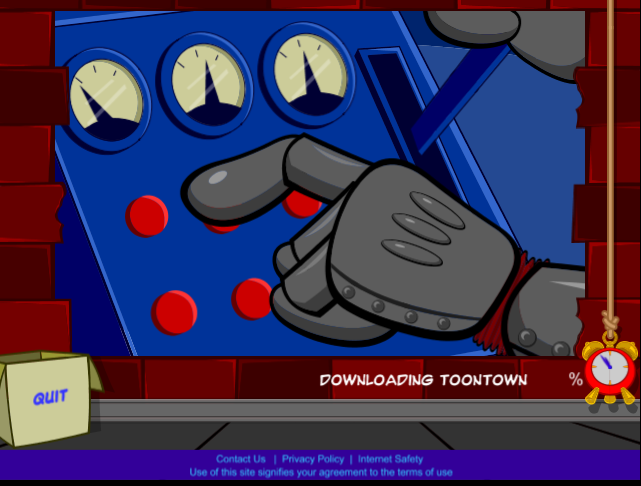 DOWNLOADING TOONTOWN %
QUIT
Contact Us | Privacy Policy | Internet Safety
Use of this site signifies your agreement to the terms of use